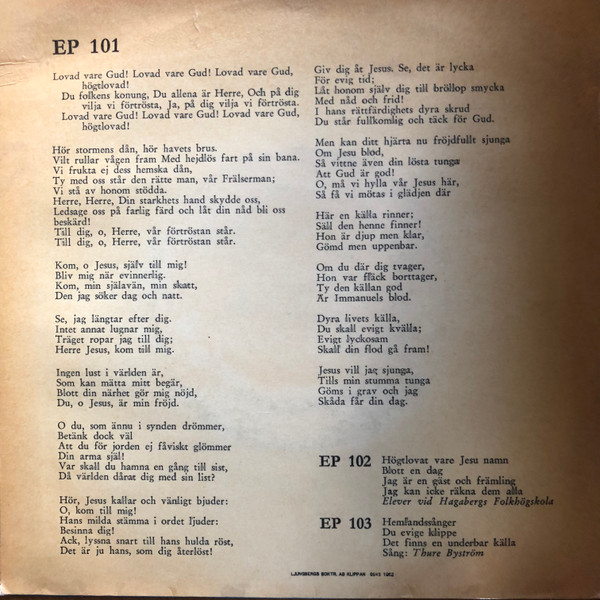 EP 101
Lovad vare Gud! Lovad vare Gud! Lovad vare Gud,
högtlovad!
Du folkens konung, Du allena är Herre, Och på dig
vilja vi förtrösta, Ja, på dig vilja vi förtrösta.
Lovad vare Gud! Lovad vare Gud! Lovad vare Gud,
högtlovad!
Hör stormens dån, hör havets brus.
Vilt rullar vågen fram Med hejdlös fart på sin bana.
Vi frukta ej dess hemska dån,
Ty med oss står den rätte man, vår Frälserman;
Vi stå av honom stödda.
Herre, Herre, Din starkhets hand skydde oss,
Ledsage oss på farlig färd och låt din nåd bli oss
beskärd!
Till dig, o, Herre, vår förtröstan står.
Till dig, o, Herre, vår förtröstan står.
Kom, o Jesus, själv till mig!
Bliv mig när evinnerlig.
Kom, min själavän, min skatt,
Den jag söker dag och natt.
Se, jag längtar efter dig.
Intet annat lugnar mig,
Träget ropar jag till dig;
Herre Jesus, kom till mig.
Ingen lust i världen är,
Som kan mätta mitt begär,
Blott din närhet gör mig nöjd,
Du, o Jesus, är min fröjd.
O du, som ännu i synden drömmer,
Betänk dock väl
Att du för jorden ej fåviskt glömmer
Din arma själ!
Var skall du hamna en gång till sist,
Då världen dårat dig med sin list?
Hör, Jesus kallar och vänligt bjuder:
O, kom till mig!
Hans milda stämma i ordet ljuder:
Besinna dig!
Ack, lyssna snart till hans hulda röst,
Det är ju hans, som dig återlöst!
Giv dig åt Jesus. Se, det är lycka
För evig tid;
Låt honom själv dig till bröllop smycka
Med nåd och frid!
I hans rättfärdighets dyra skrud
Du står fullkomlig och täck för Gud.
Men kan ditt hjärta nu fröjdfullt sjunga
Om Jesu blod,
Så vittne även din lösta tunga
Att Gud är god!
O, må vi hylla vår Jesus här,
Så få vi mötas i glädjen där
Här en källa rinner;
Säll den henne finner!
Hon är djup men klar,
Gömd men uppenbar.
Om du där dig tvager,
Hon var fläck borttager,
Ty den källan god
Är Immanuels blod.
Dyra livets källa,
Du skall evigt kvälla;
Evigt lyckosam
Skall din flod gå fram!
Jesus vill jag sjunga,
Tills min stumma tunga
Göms i grav och jag
Skåda får din dag.
EP 102 Högtlovat vare Jesu namn
Blott en dag
Jag är en gäst och främling
Jag kan icke räkna dem alla
Elever vid Hagabergs Folkhögskola
EP 103 Hemlandssånger
Du evige klippe
Det finns en underbar källa
Sång: Thure Byström
LJUNGBERGS BOKTR. AB KLIPPAN